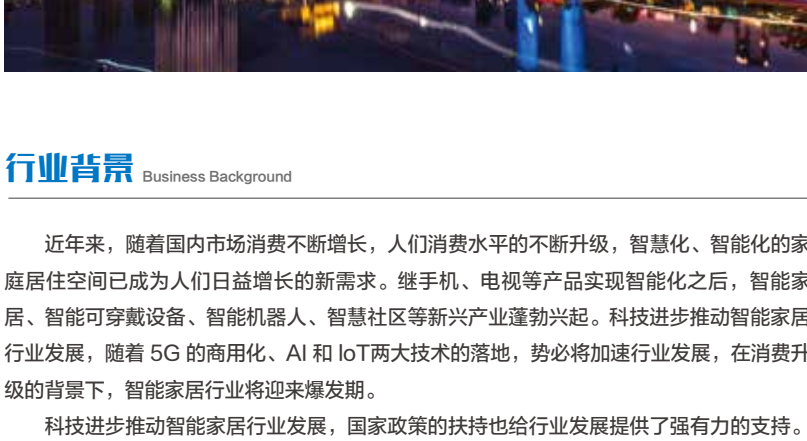 行业背景 Business Background
近年来，随着国内市场消费不断增长，人们消费水平的不断升级，智慧化、智能化的家
庭居住空间已成为人们日益增长的新需求。继手机、电视等产品实现智能化之后，智能家
居、智能可穿戴设备、智能机器人、智慧社区等新兴产业蓬勃兴起。科技进步推动智能家居
行业发展，随着 5G 的商用化、AI 和 IoT两大技术的落地，势必将加速行业发展，在消费升
级的背景下，智能家居行业将迎来爆发期。
科技进步推动智能家居行业发展，国家政策的扶持也给行业发展提供了强有力的支持。